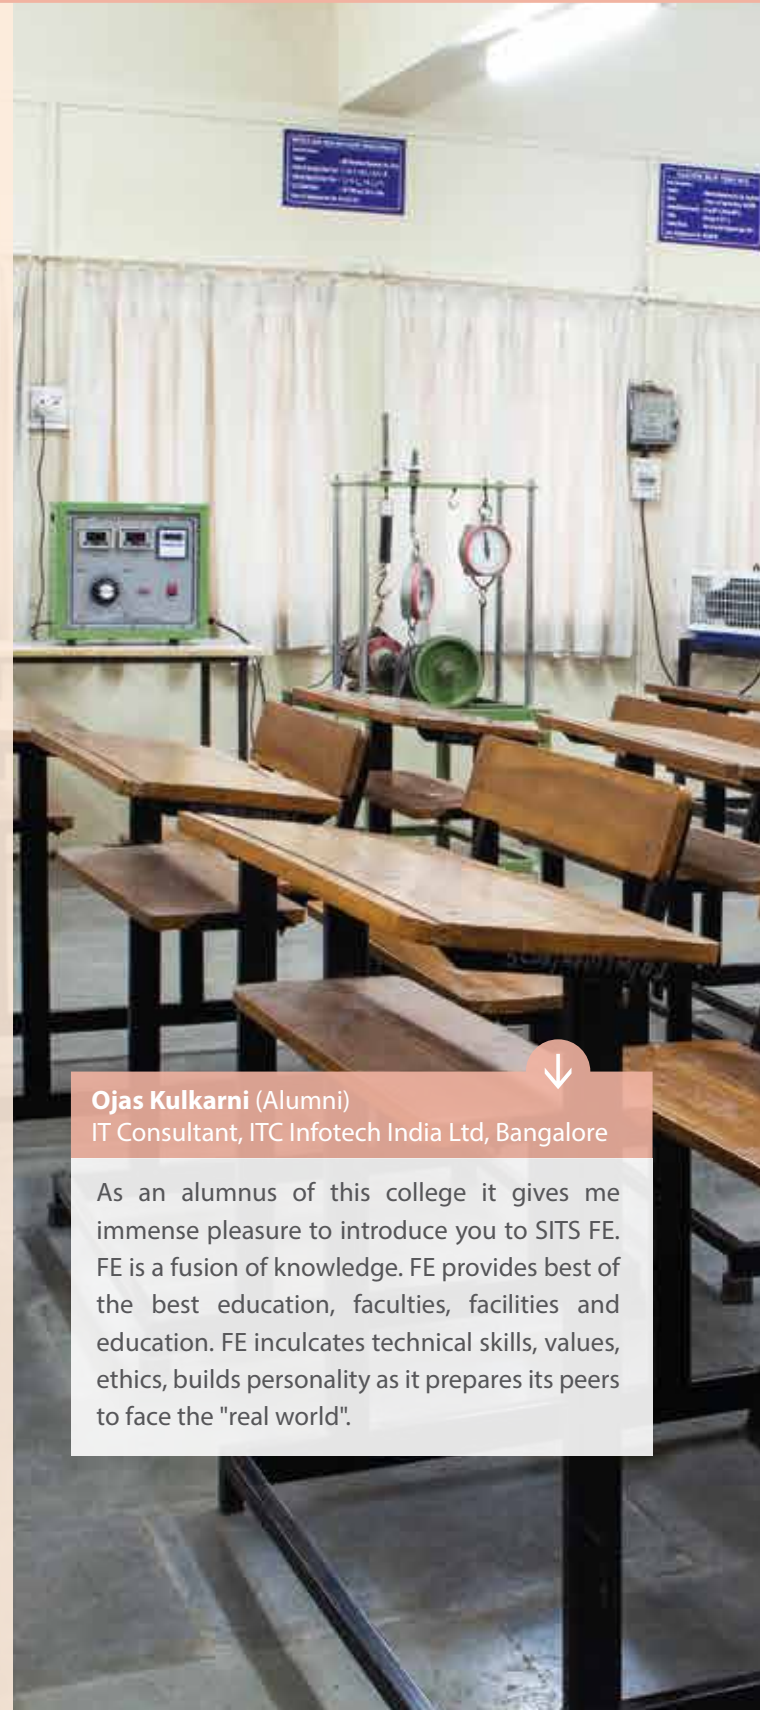 Ojas Kulkarni (Alumni)
IT Consultant, ITC Infotech India Ltd, Bangalore
As an alumnus of this college it gives me
immense pleasure to introduce you to SITS FE.
FE is a fusion of knowledge. FE provides best of
the best education, faculties, facilities and
education. FE inculcates technical skills, values,
ethics, builds personality as it prepares its peers
to face the "real world".